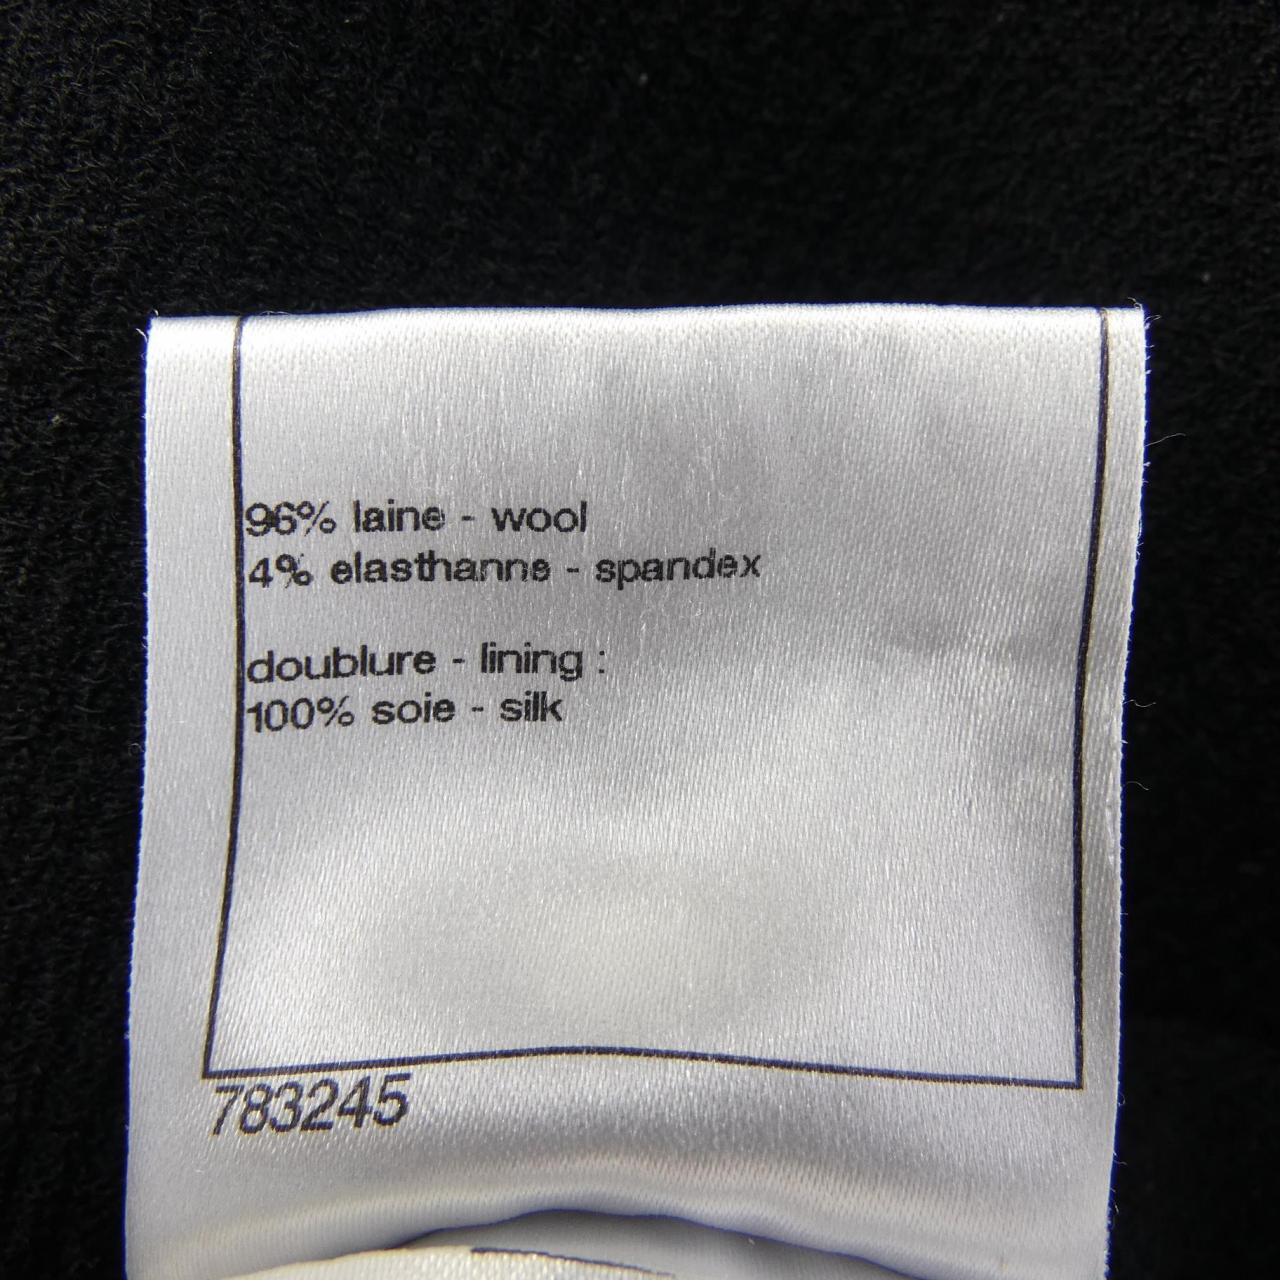 96% laine - wool
4% elasthanne - spandex
doublure - lining :
100% soie - silk
783245